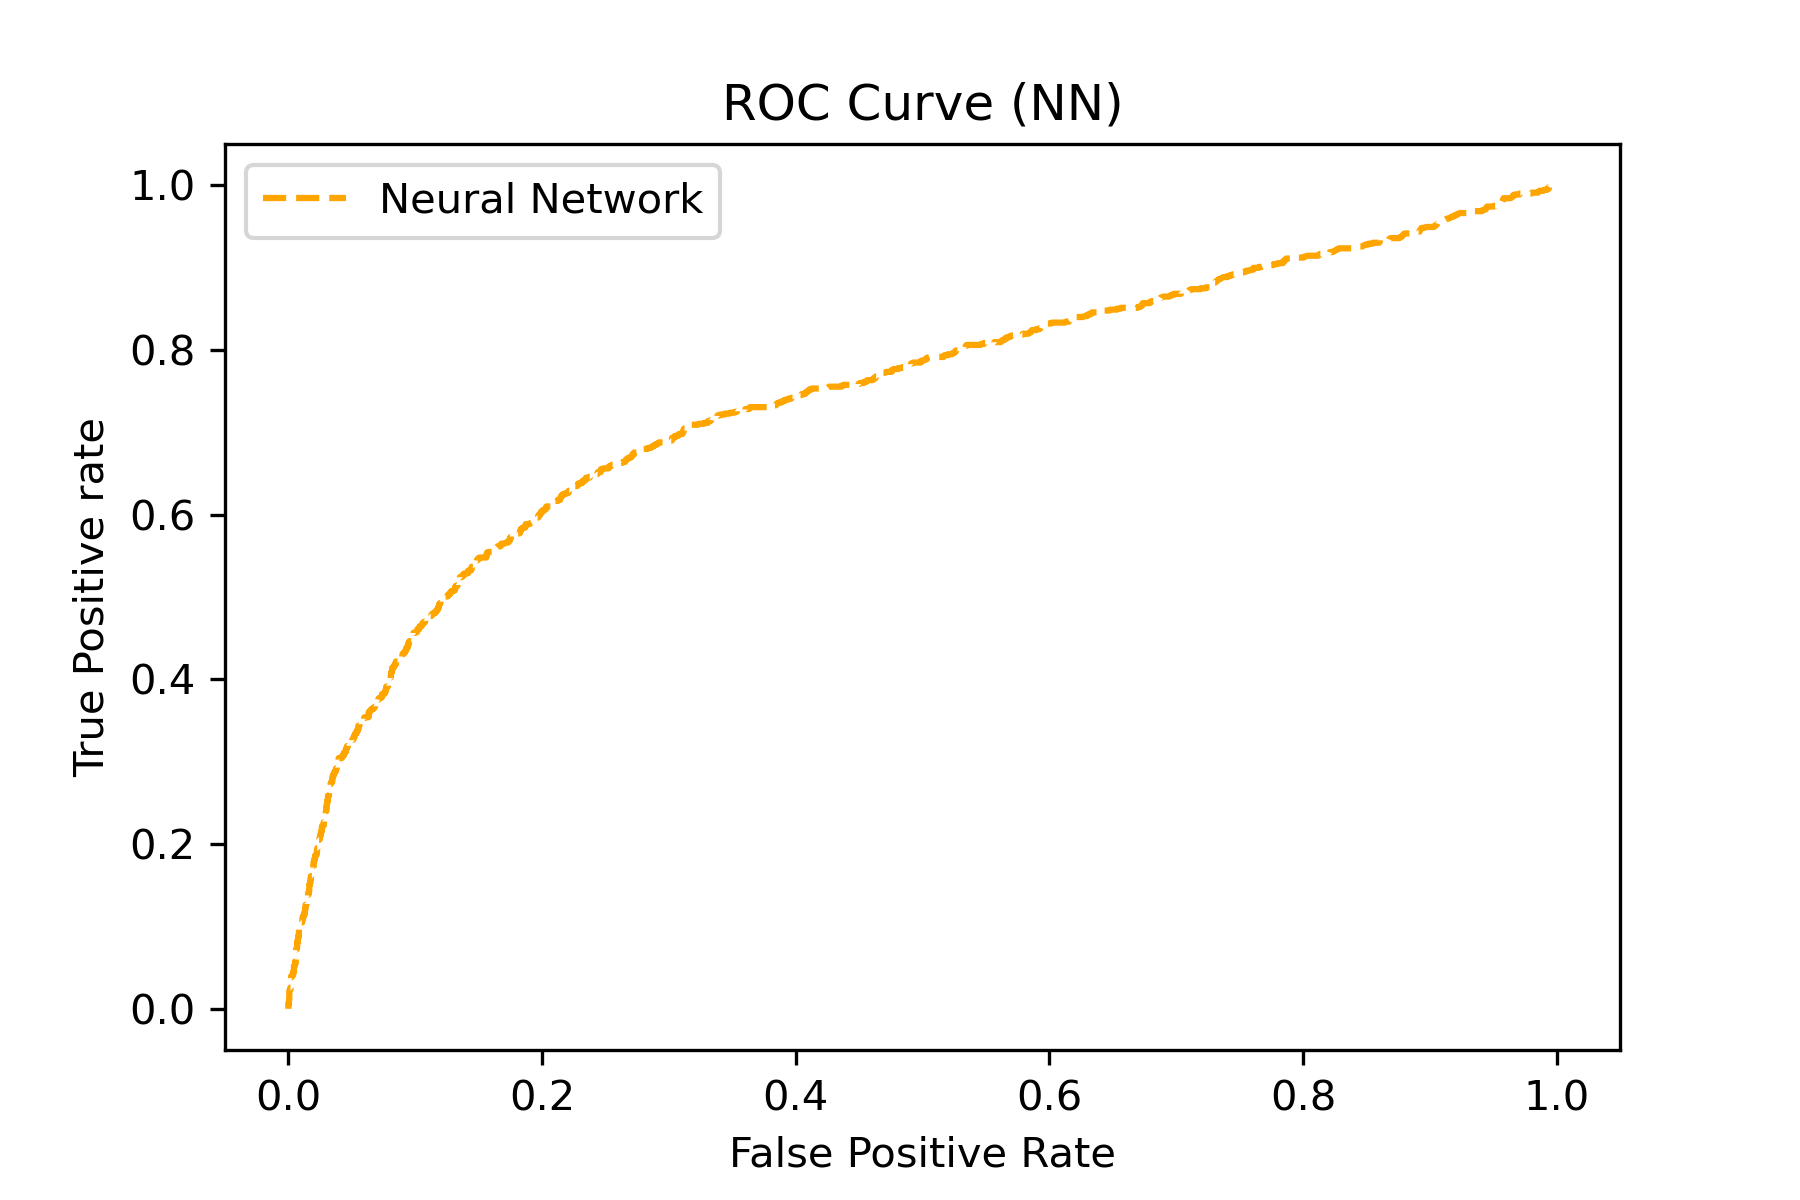 ROC Curve (NN)
Neural Network
True Positive rate
1.0
0.8
0.6
0.4
0.2
0.0
0.0 0.2 0.4 0.6 0.8 1.0
False Positive Rate